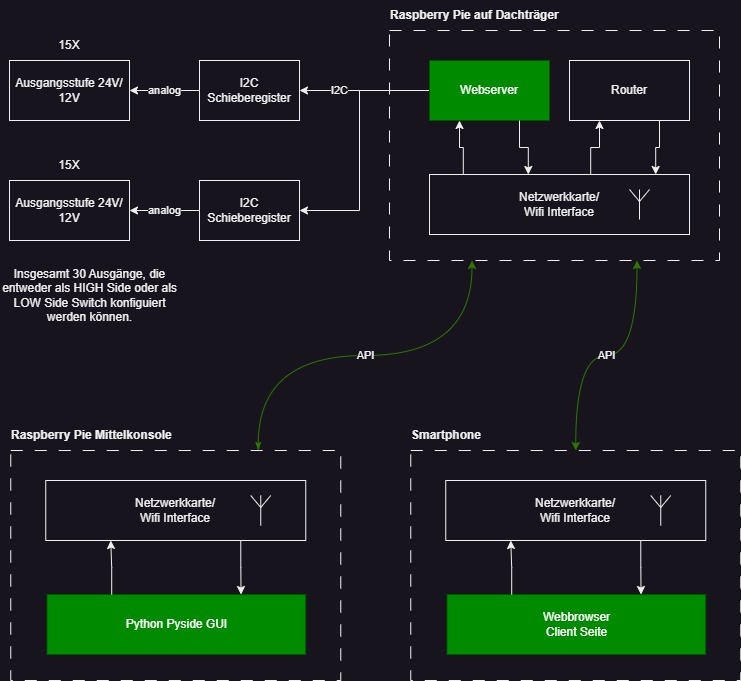 Raspberry Pie auf Dachträger
15X
Ausgangsstufe 24V/
12V
analog
I2C
Schieberegister
I2C
Webserver
Router
15X
Ausgangsstufe 24V/
12V
analog
I2C
Schieberegister
Netzwerkkarte/
Wifi Interface
Insgesamt 30 Ausgänge, die
entweder als HIGH Side oder als
LOW Side Switch konfiguiert
werden können.
API
API
Raspberry Pie Mittelkonsole
Netzwerkkarte/
Wifi Interface
Python Pyside GUI
Smartphone
Netzwerkkarte/
Wifi Interface
Webbrowser
Client Seite